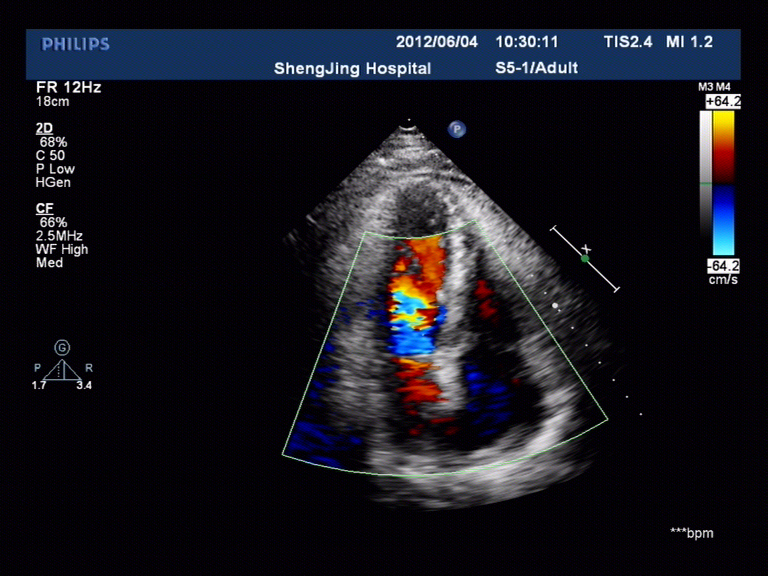 PHILIPS
2012/06/04 10:30:11 TIS2.4 MI 1.2
ShengJing Hospital S5-1/Adult
FR 12Hz
18cm
2D
68%
C 50
P Low
HGen
CF
66%
2.5MHz
WF High
Med
G
P R
1.7 3.4
P
M3 M4
+64.2
-64.2
cm/s
X
***bpm